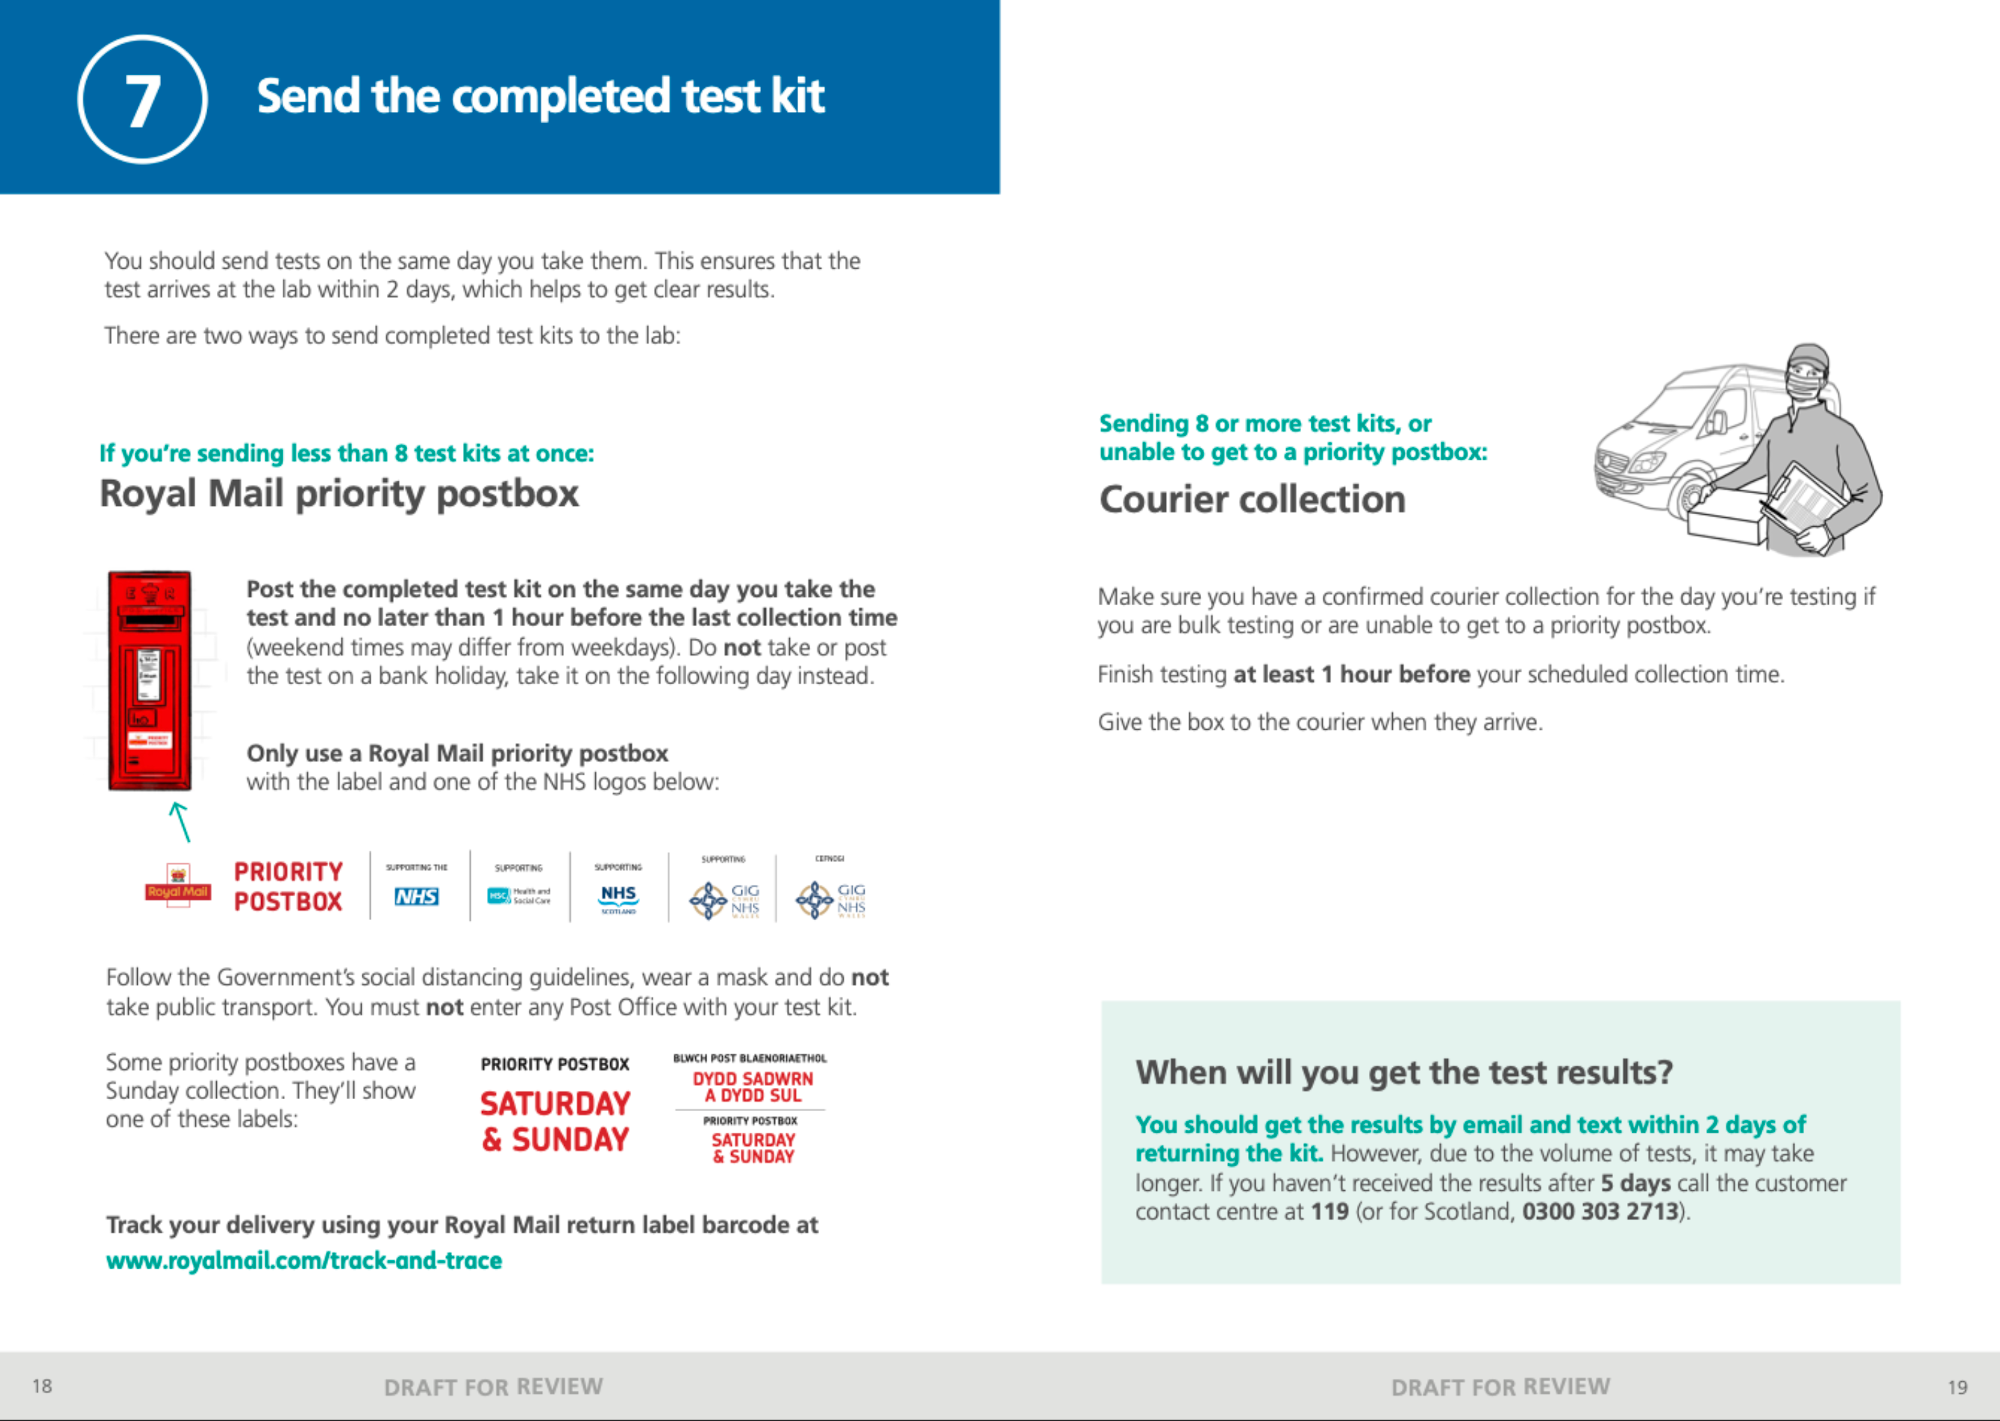 7
Send the completed test kit
You should send tests on the same day you take them. This ensures that the
test arrives at the lab within 2 days, which helps to get clear results.
There are two ways to send completed test kits to the lab:
If you're sending less than 8 test kits at once:
Royal Mail priority postbox
E R
Post the completed test kit on the same day you take the
test and no later than 1 hour before the last collection time
(weekend times may differ from weekdays). Do not take or post
the test on a bank holiday, take it on the following day instead.
Only use a Royal Mail priority postbox
with the label and one of the NHS logos below:
Royal Mail
PRIORITY
POSTBOX
SUPPORTING THE
NHS
SUPPORTING
HSC Health and
Social Care
SUPPORTING
NHS
SCOTLAND
SUPPORTING
GIG
CYMRU
NHS
WALES
CEFNOGI
GIG
CYMRU
NHS
WALES
Follow the Government's social distancing guidelines, wear a mask and do not
take public transport. You must not enter any Post Office with your test kit.
Some priority postboxes have a
Sunday collection. They'll show
one of these labels:
PRIORITY POSTBOX
SATURDAY
& SUNDAY
BLWCH POST BLAENORIAETHOL
DYDD SADWRN
A DYDD SUL
PRIORITY POSTBOX
SATURDAY
& SUNDAY
Track your delivery using your Royal Mail return label barcode at
www.royalmail.com/track-and-trace
18
DRAFT FOR REVIEW
Sending 8 or more test kits, or
unable to get to a priority postbox:
Courier collection
Make sure you have a confirmed courier collection for the day you're testing if
you are bulk testing or are unable to get to a priority postbox.
Finish testing at least 1 hour before your scheduled collection time.
Give the box to the courier when they arrive.
When will you get the test results?
You should get the results by email and text within 2 days of
returning the kit. However, due to the volume of tests, it may take
longer. If you haven't received the results after 5 days call the customer
contact centre at 119 (or for Scotland, 0300 303 2713).
DRAFT FOR REVIEW
19